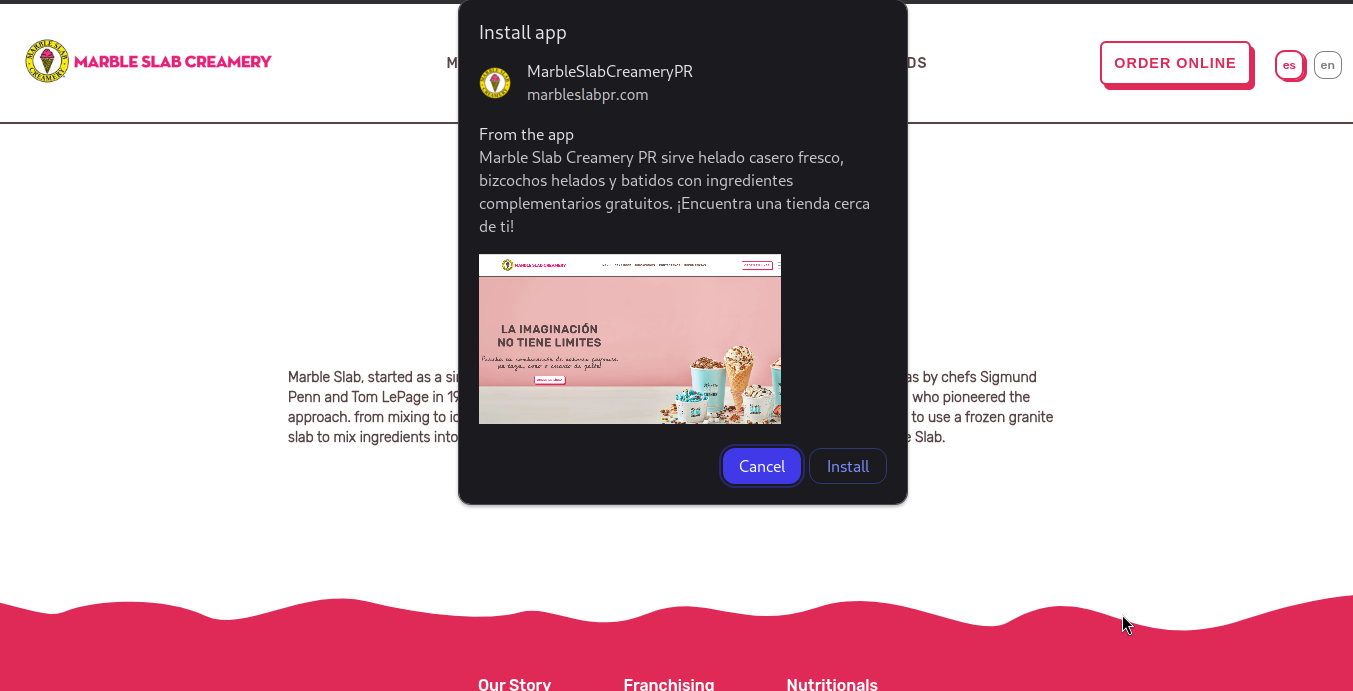 MARBLE SLAB CREAMERY
M
DS
ORDER ONLINE
es
en
Install app
MarbleSlabCreameryPR
marbleslabpr.com
From the app
Marble Slab Creamery PR sirve helado casero fresco,
bizcochos helados y batidos con ingredientes
complementarios gratuitos. ¡Encuentra una tienda cerca
de ti!
MARBLE SLAB CREAMERY
LA IMAGINACIÓN
NO TIENE LIMITES
Cancel
Install
Marble Slab, started as a si
as by chefs Sigmund
Penn and Tom LePage in 19
who pioneered the
approach. from mixing to ic
to use a frozen granite
slab to mix ingredients into
e Slab.
Our Story
Franchising
Nutritionals